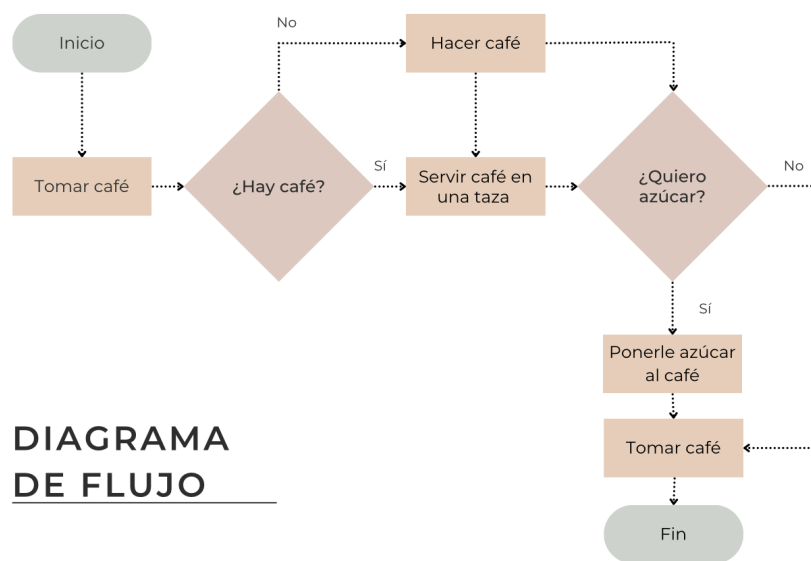 Inicio
No
Hacer café
Tomar café
¿Hay café?
Sí
Servir café en
una taza
¿Quiero
azúcar?
No
Sí
Ponerle azúcar
al café
Tomar café
Fin
DIAGRAMA
DE FLUJO